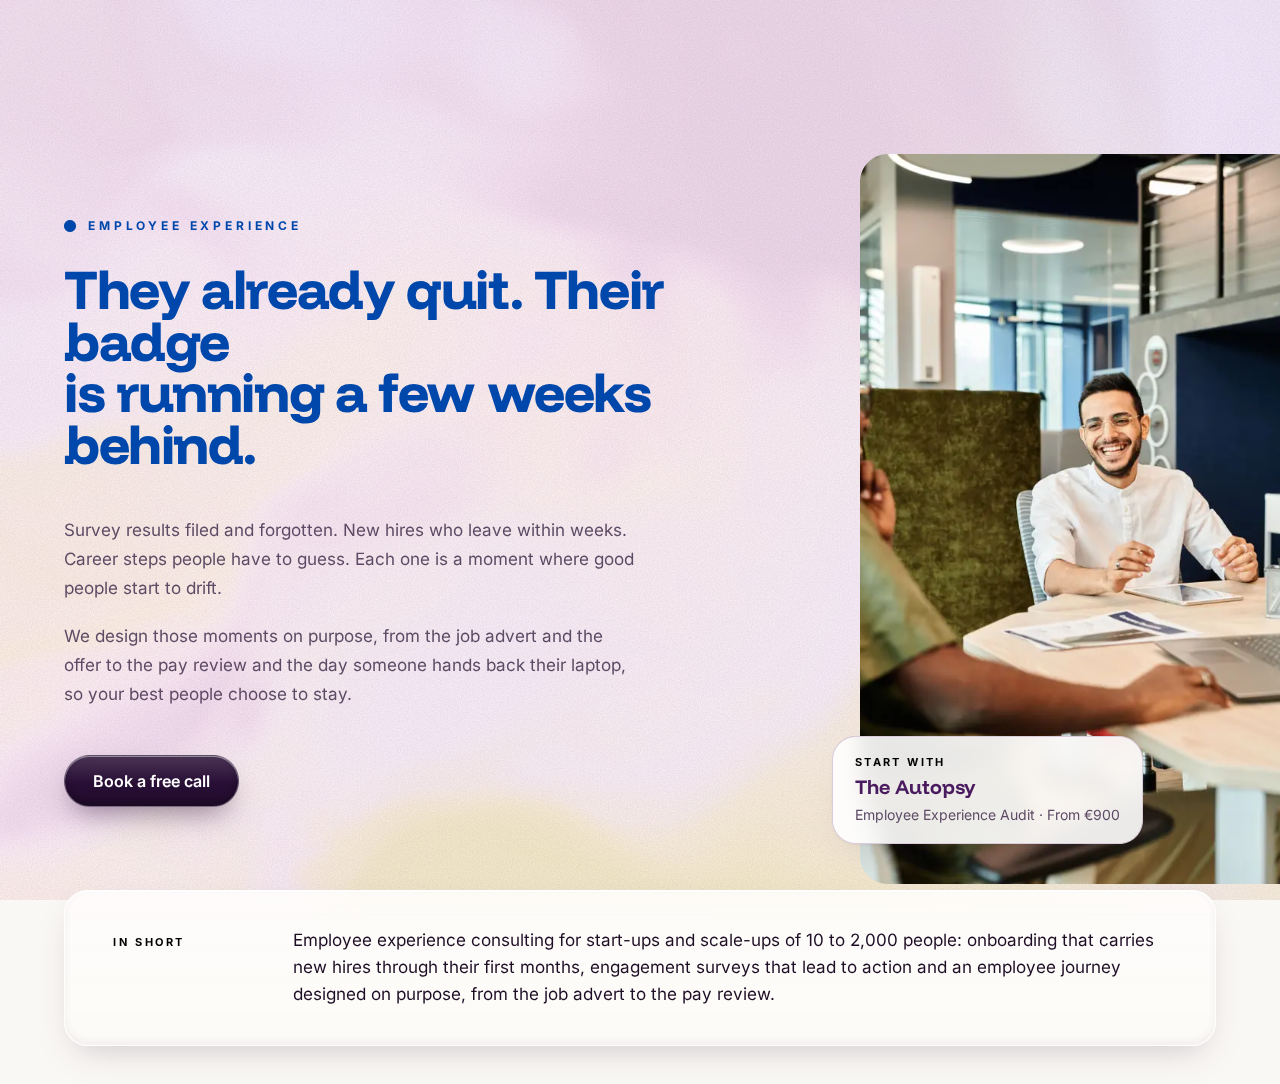 EMPLOYEE EXPERIENCE
They already quit. Their
badge
is running a few weeks
behind.
Survey results filed and forgotten. New hires who leave within weeks.
Career steps people have to guess. Each one is a moment where good
people start to drift.
We design those moments on purpose, from the job advert and the
offer to the pay review and the day someone hands back their laptop,
so your best people choose to stay.
Book a free call
START WITH
The Autopsy
Employee Experience Audit · From €900
IN SHORT
Employee experience consulting for start-ups and scale-ups of 10 to 2,000 people: onboarding that carries
new hires through their first months, engagement surveys that lead to action and an employee journey
designed on purpose, from the job advert to the pay review.